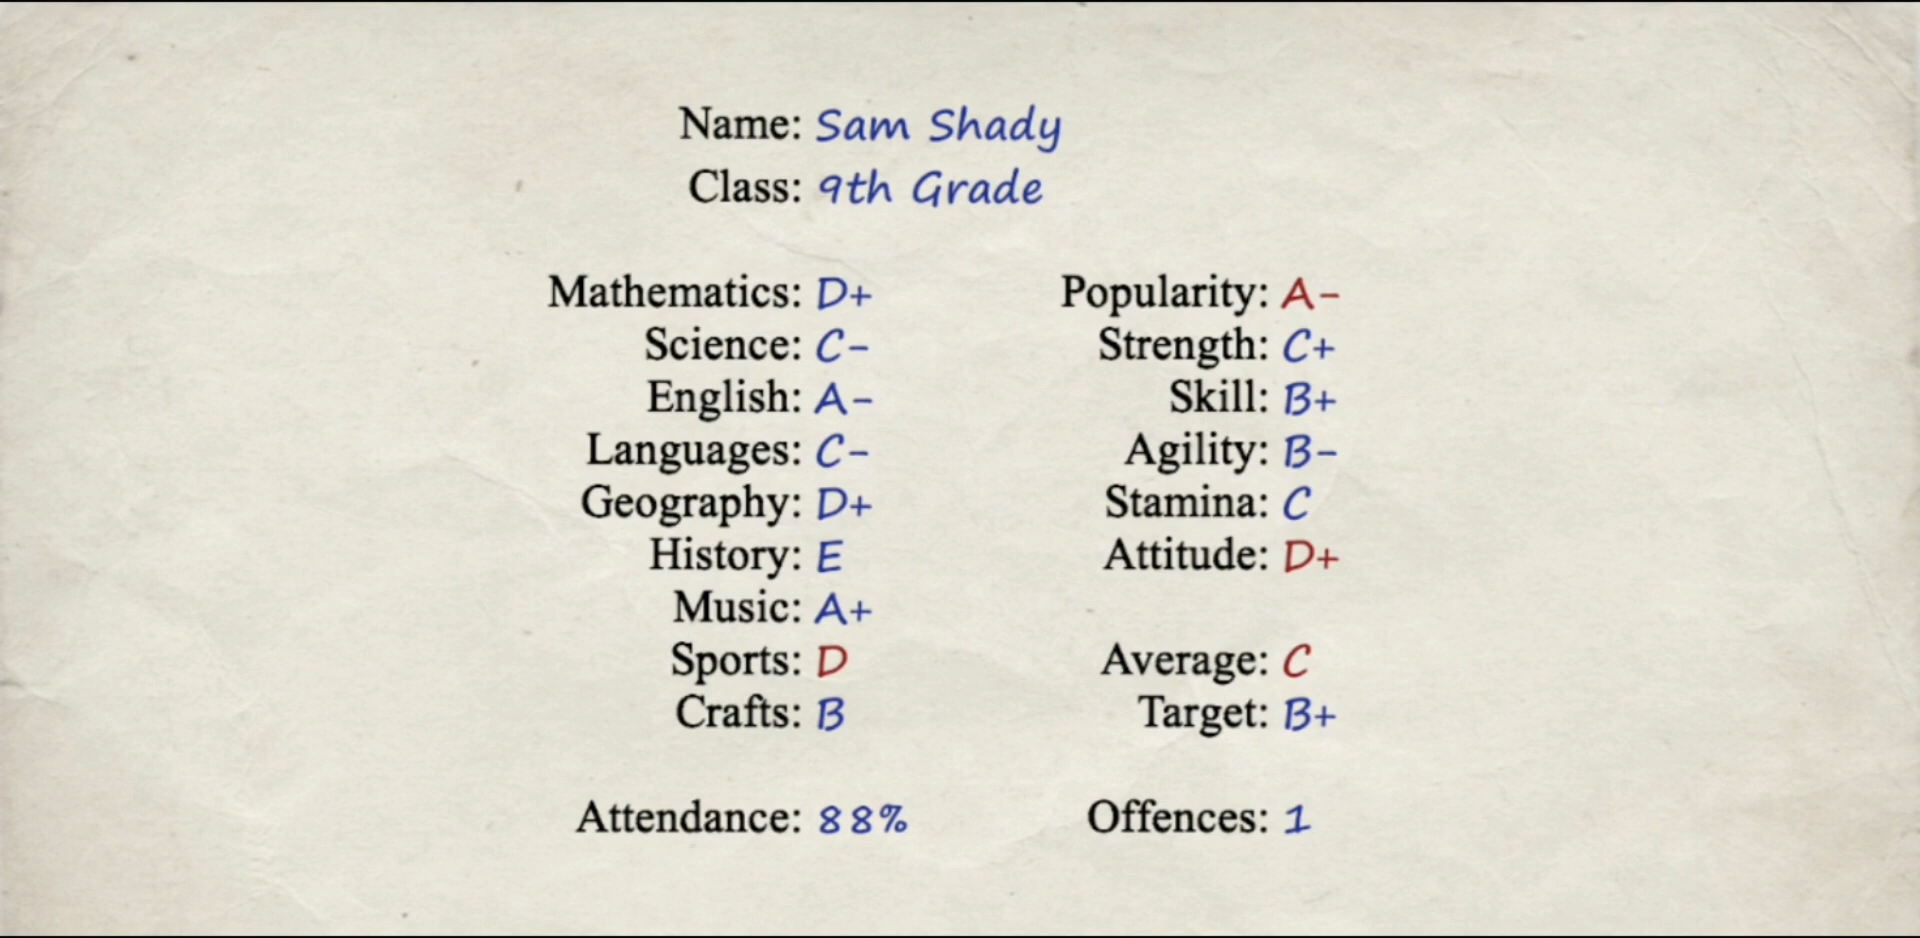 Name: Sam Shady
Class: 9th Grade
Mathematics: D+
Science: C-
English: A-
Languages: C-
Geography: D+
History: E
Music: A+
Sports: D
Crafts: B
Attendance: 88%
Popularity: A-
Strength: C+
Skill: B+
Agility: B-
Stamina: C
Attitude: D+
Average: C
Target: B+
Offences: 1